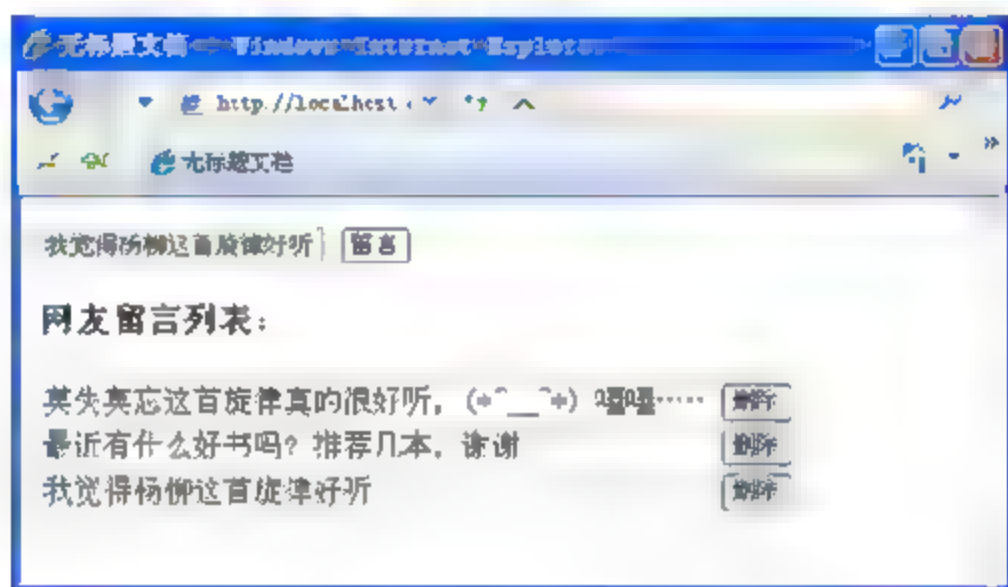 无标题文档 - Windows Internet Explorer
http://localhost
无标题文档
我觉得杨柳这首旋律好听 留言
网友留言列表：
莫失莫忘这首旋律真的很好听，(*^__^*) 嘻嘻…… 删除
最近有什么好书吗？推荐几本，谢谢 删除
我觉得杨柳这首旋律好听 删除